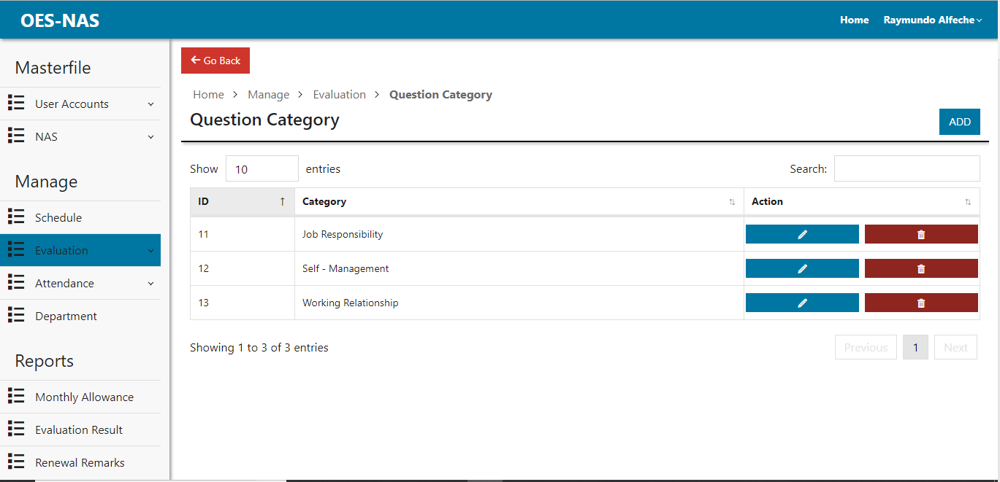 OES-NAS
Home Raymundo Alfeche
Masterfile
User Accounts
NAS
Manage
Schedule
Evaluation
Attendance
Department
Reports
Monthly Allowance
Evaluation Result
Renewal Remarks
Go Back
Home > Manage > Evaluation > Question Category
Question Category
ADD
Show 10 entries Search:
ID Category Action
11 Job Responsibility
12 Self - Management
13 Working Relationship
Showing 1 to 3 of 3 entries Previous 1 Next